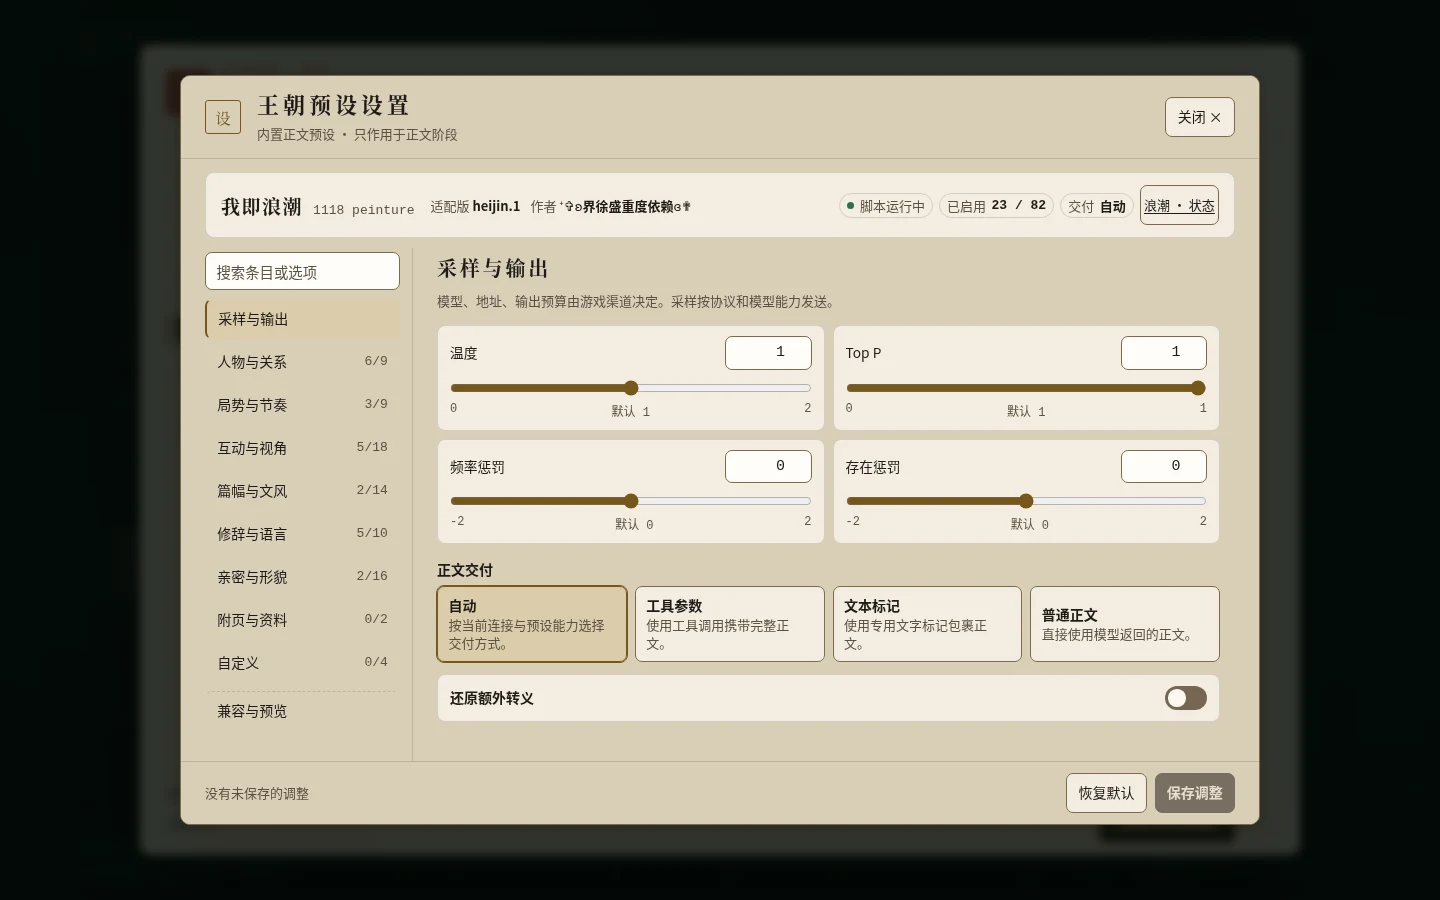 设
王朝预设设置
内置正文预设 · 只作用于正文阶段
关闭 ×
我即浪潮 1118 peinture 适配版 heijin.1 作者 ⁺✞ʚ界徐盛重度依赖ɞ✟
脚本运行中
已启用 23 / 82
交付 自动
浪潮 · 状态
搜索条目或选项
采样与输出
人物与关系 6/9
局势与节奏 3/9
互动与视角 5/18
篇幅与文风 2/14
修辞与语言 5/10
亲密与形貌 2/16
附页与资料 0/2
自定义 0/4
兼容与预览
采样与输出
模型、地址、输出预算由游戏渠道决定。采样按协议和模型能力发送。
温度 1
0 默认 1 2
Top P 1
0 默认 1 1
频率惩罚 0
-2 默认 0 2
存在惩罚 0
-2 默认 0 2
正文交付
自动
按当前连接与预设能力选择
交付方式。
工具参数
使用工具调用携带完整正
文。
文本标记
使用专用文字标记包裹正
文。
普通正文
直接使用模型返回的正文。
还原额外转义
没有未保存的调整
恢复默认
保存调整